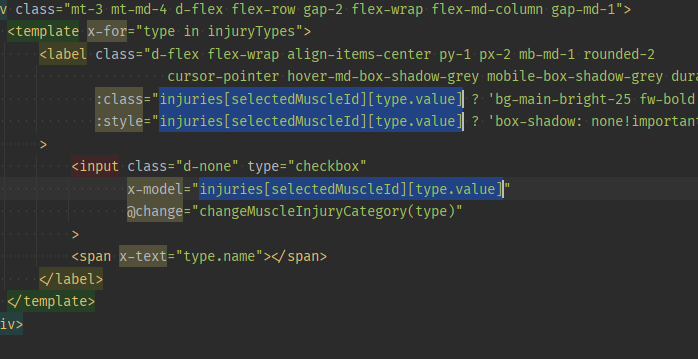 v class="mt-3 mt-md-4 d-flex flex-row gap-2 flex-wrap flex-md-column gap-md-1">
<template x-for="type in injuryTypes">
<label class="d-flex flex-wrap align-items-center py-1 px-2 mb-md-1 rounded-2
cursor-pointer hover-md-box-shadow-grey mobile-box-shadow-grey dura
:class="injuries[selectedMuscleId][type.value] ? 'bg-main-bright-25 fw-bold
:style="injuries[selectedMuscleId][type.value] ? 'box-shadow: none!important
>
<input class="d-none" type="checkbox"
x-model="injuries[selectedMuscleId][type.value]"
@change="changeMuscleInjuryCategory(type)"
>
<span x-text="type.name"></span>
</label>
</template>
iv>